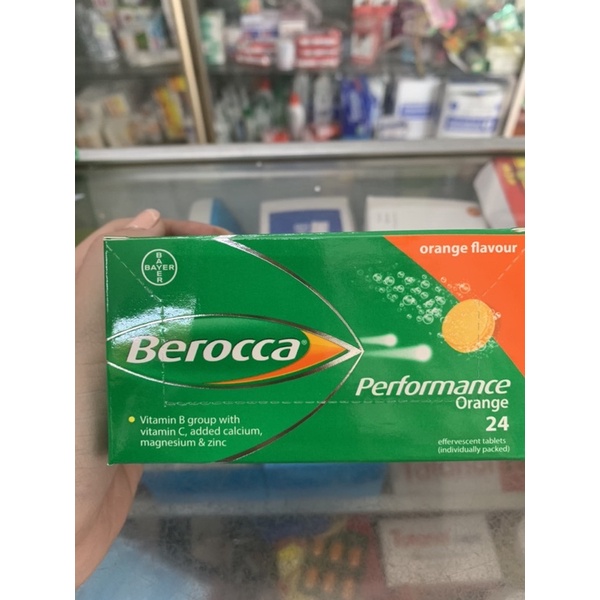 orange flavour
BAYER
BAYER
Berocca®
Performance
Orange
24
effervescent tablets
(individually packed)
Vitamin B group with
vitamin C, added calcium,
magnesium & zinc